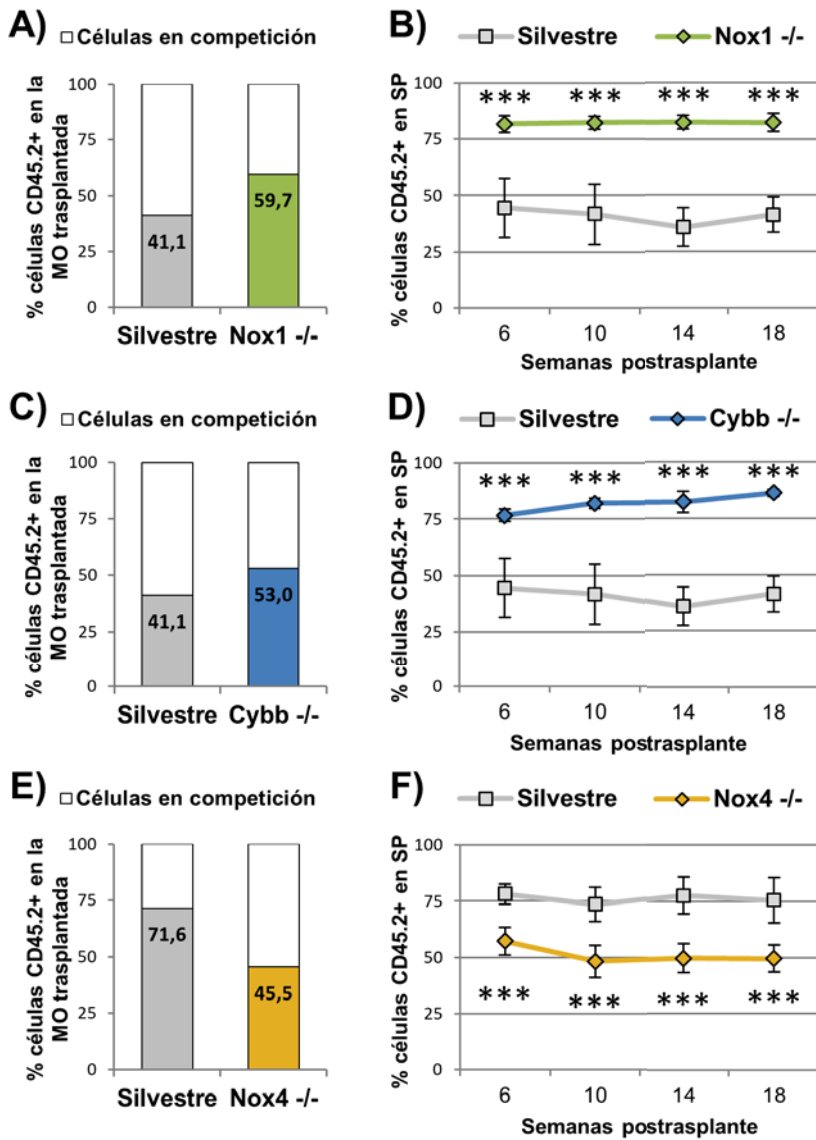 A)
Células en competición
% células CD45.2+ en la
MO trasplantada
100
75
50
25
0
41,1
59,7
Silvestre Nox1 -/-
B)
Silvestre
Nox1 -/-
% células CD45.2+ en SP
100
75
50
25
0
*** *** *** ***
6 10 14 18
Semanas postrasplante
C)
Células en competición
% células CD45.2+ en la
MO trasplantada
100
75
50
25
0
41,1
53,0
Silvestre Cybb -/-
D)
Silvestre
Cybb -/-
% células CD45.2+ en SP
100
75
50
25
0
*** *** *** ***
6 10 14 18
Semanas postrasplante
E)
Células en competición
% células CD45.2+ en la
MO trasplantada
100
75
50
25
0
71,6
45,5
Silvestre Nox4 -/-
F)
Silvestre
Nox4 -/-
% células CD45.2+ en SP
100
75
50
25
0
*** *** *** ***
6 10 14 18
Semanas postrasplante